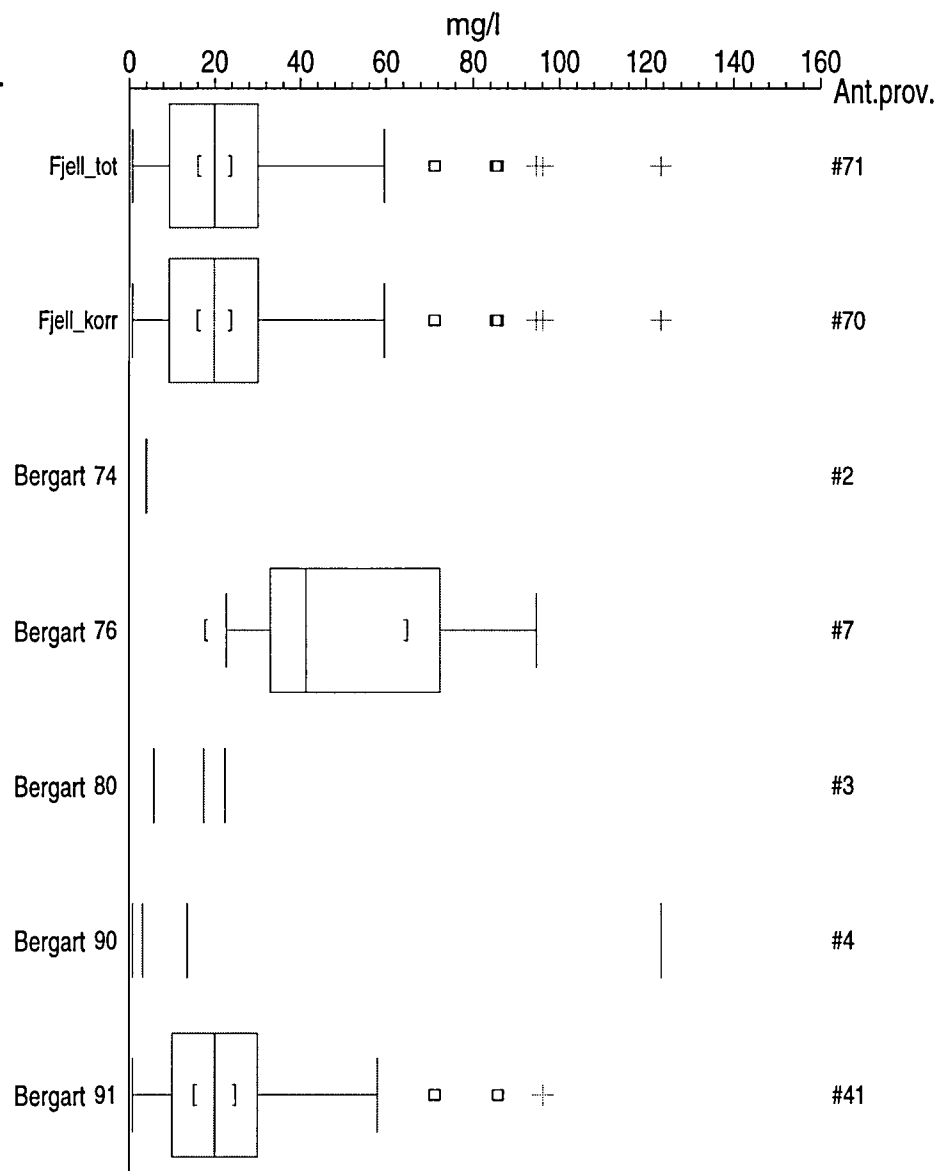 mg/l
0 20 40 60 80 100 120 140 160
Ant.prov.
Fjell_tot #71
Fjell_korr #70
Bergart 74 #2
Bergart 76 #7
Bergart 80 #3
Bergart 90 #4
Bergart 91 #41